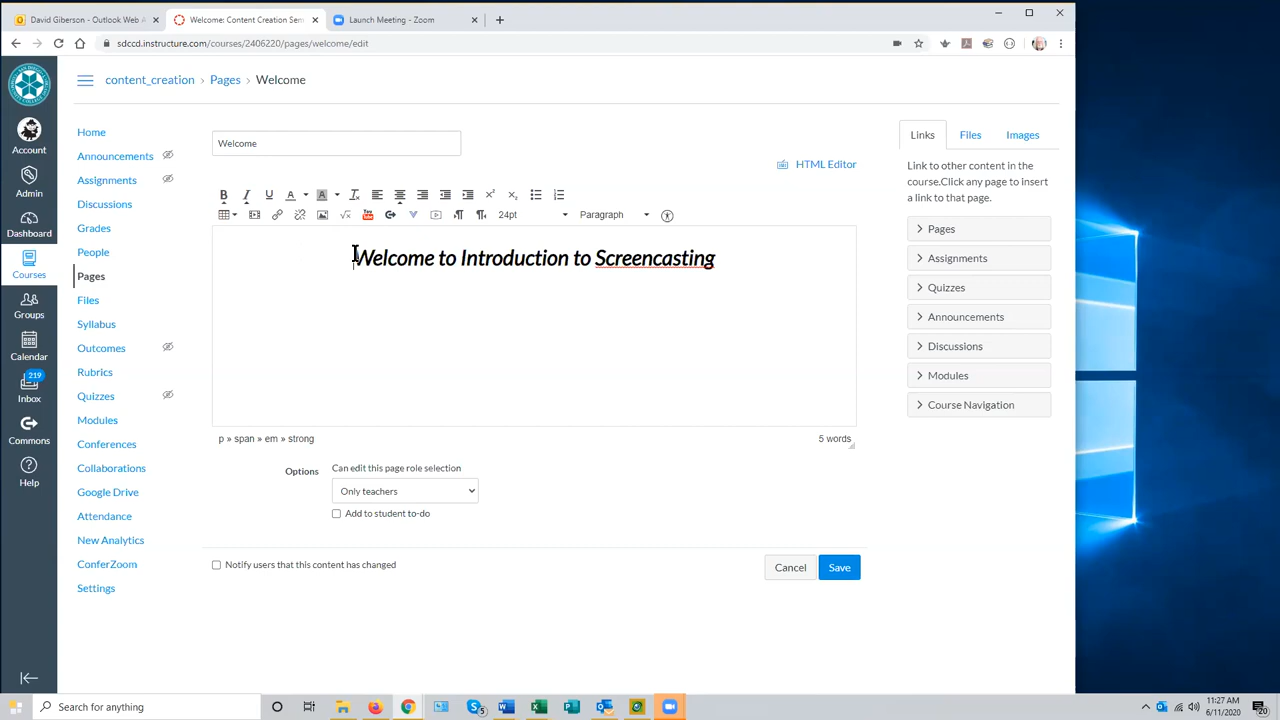 David Giberson - Outlook Web A
Welcome: Content Creation Sem
Launch Meeting - Zoom
sdccd.instructure.com/courses/2406220/pages/welcome/edit
content_creation > Pages > Welcome
Account
Admin
Dashboard
Courses
Groups
Calendar
219
Inbox
Commons
Help
Home
Announcements
Assignments
Discussions
Grades
People
Pages
Files
Syllabus
Outcomes
Rubrics
Quizzes
Modules
Conferences
Collaborations
Google Drive
Attendance
New Analytics
ConferZoom
Settings
Welcome
HTML Editor
24pt
Paragraph
Welcome to Introduction to Screencasting
p » span » em » strong
5 words
Options
Can edit this page role selection
Only teachers
Add to student to-do
Notify users that this content has changed
Cancel
Save
Links
Files
Images
Link to other content in the
course.Click any page to insert
a link to that page.
Pages
Assignments
Quizzes
Announcements
Discussions
Modules
Course Navigation
Search for anything
11:27 AM
6/11/2020